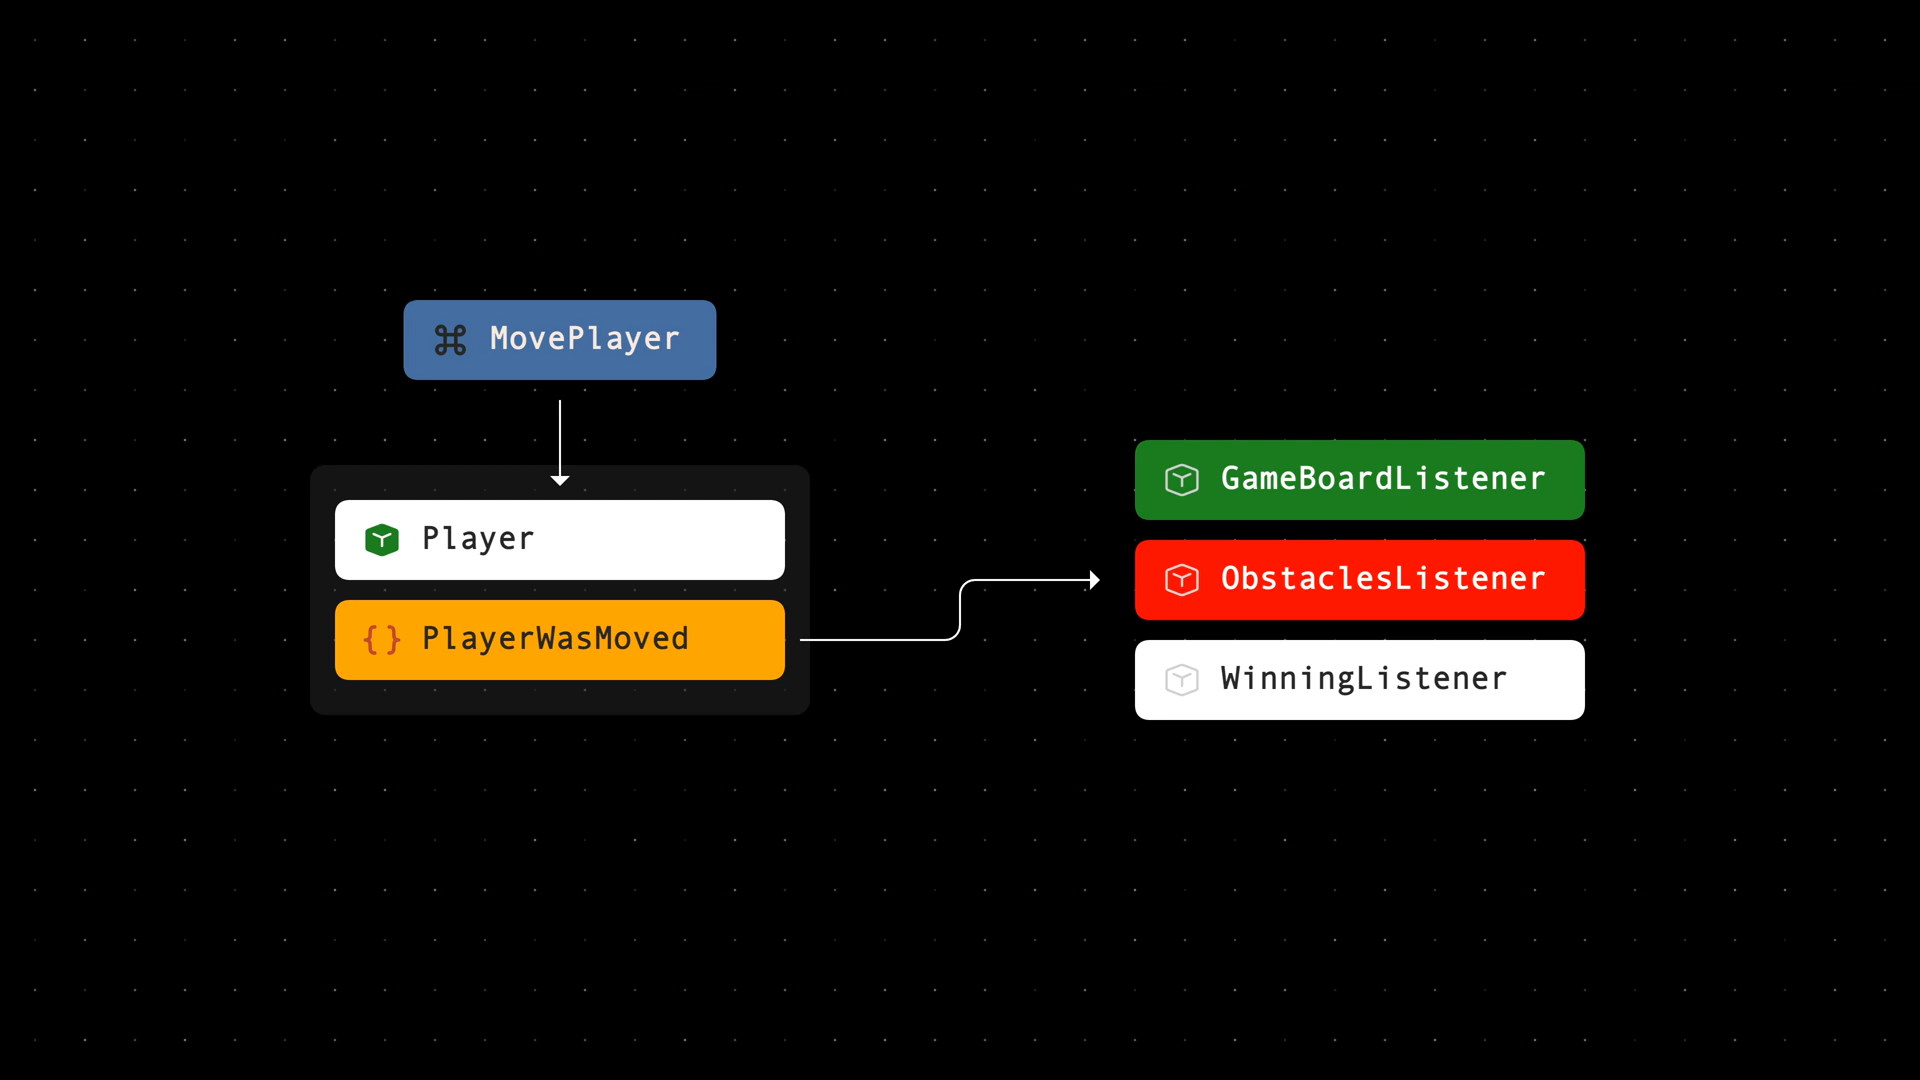 MovePlayer
Player
{} PlayerWasMoved
GameBoardListener
ObstaclesListener
WinningListener